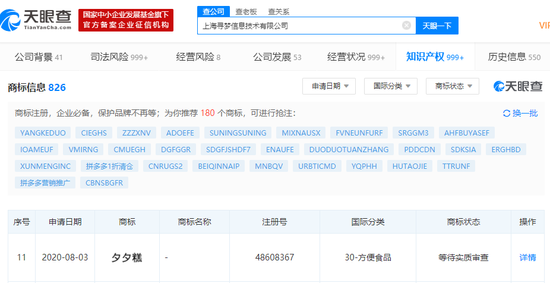 天眼查
TianYanCha.com
国家中小企业发展基金旗下
官方备案企业征信机构
查公司 查老板 查关系
上海寻梦信息技术有限公司
天眼一下
VIP
公司背景 41 司法风险 999+ 经营风险 8 公司发展 53 经营状况 999+ 知识产权 999+ 历史信息 550
商标信息 826
申请日期 国际分类 商标状态 天眼查
商标注册,企业必备,保护品牌不再等;为你推荐 180 个商标,可进行抢注: 换一批
YANGKEDUO CIEGHS ZZZXNV ADOEFE SUNINGSUNING MIXNAUSX FVNEUNFURF SRGGM3 AHFBUYASEF
IOAMEUF VMIRNG CMUEGH DGFGGR SDGFJSHDF7 ENAUFE DUODUOTUANZHANG PDDCDN SDKSIA ERGHBD
XUNMENGINC 拼多多1折清仓 CNRUGS2 BEIQINNAIP MNBQV URBTICMD YQPHH HUTAOJIE TTRUNF
拼多多营销推广 CBNSBGFR
序号 申请日期 商标 商标名称 注册号 国际分类 商标状态 操作
11 2020-08-03 夕夕糕 - 48608367 30-方便食品 等待实质审查 详情